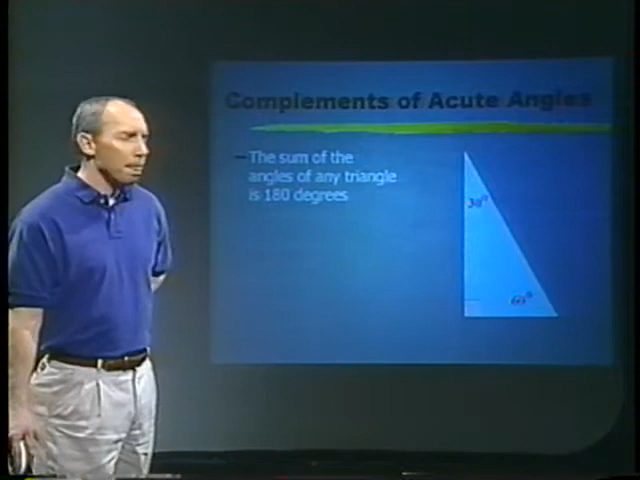 Complements of Acute Angles
–The sum of the
angles of any triangle
is 180 degrees
30°
60°